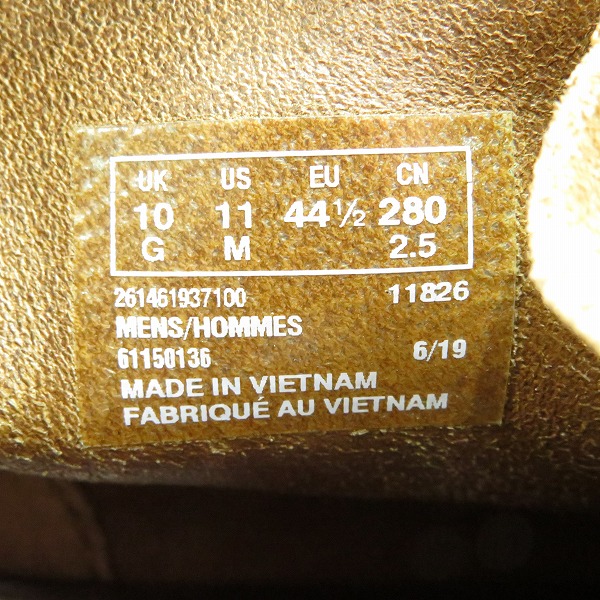 UK US EU CN
10 11 44½ 280
G M 2.5
261461937100 11826
MENS/HOMMES
61150136 6/19
MADE IN VIETNAM
FABRIQUÉ AU VIETNAM